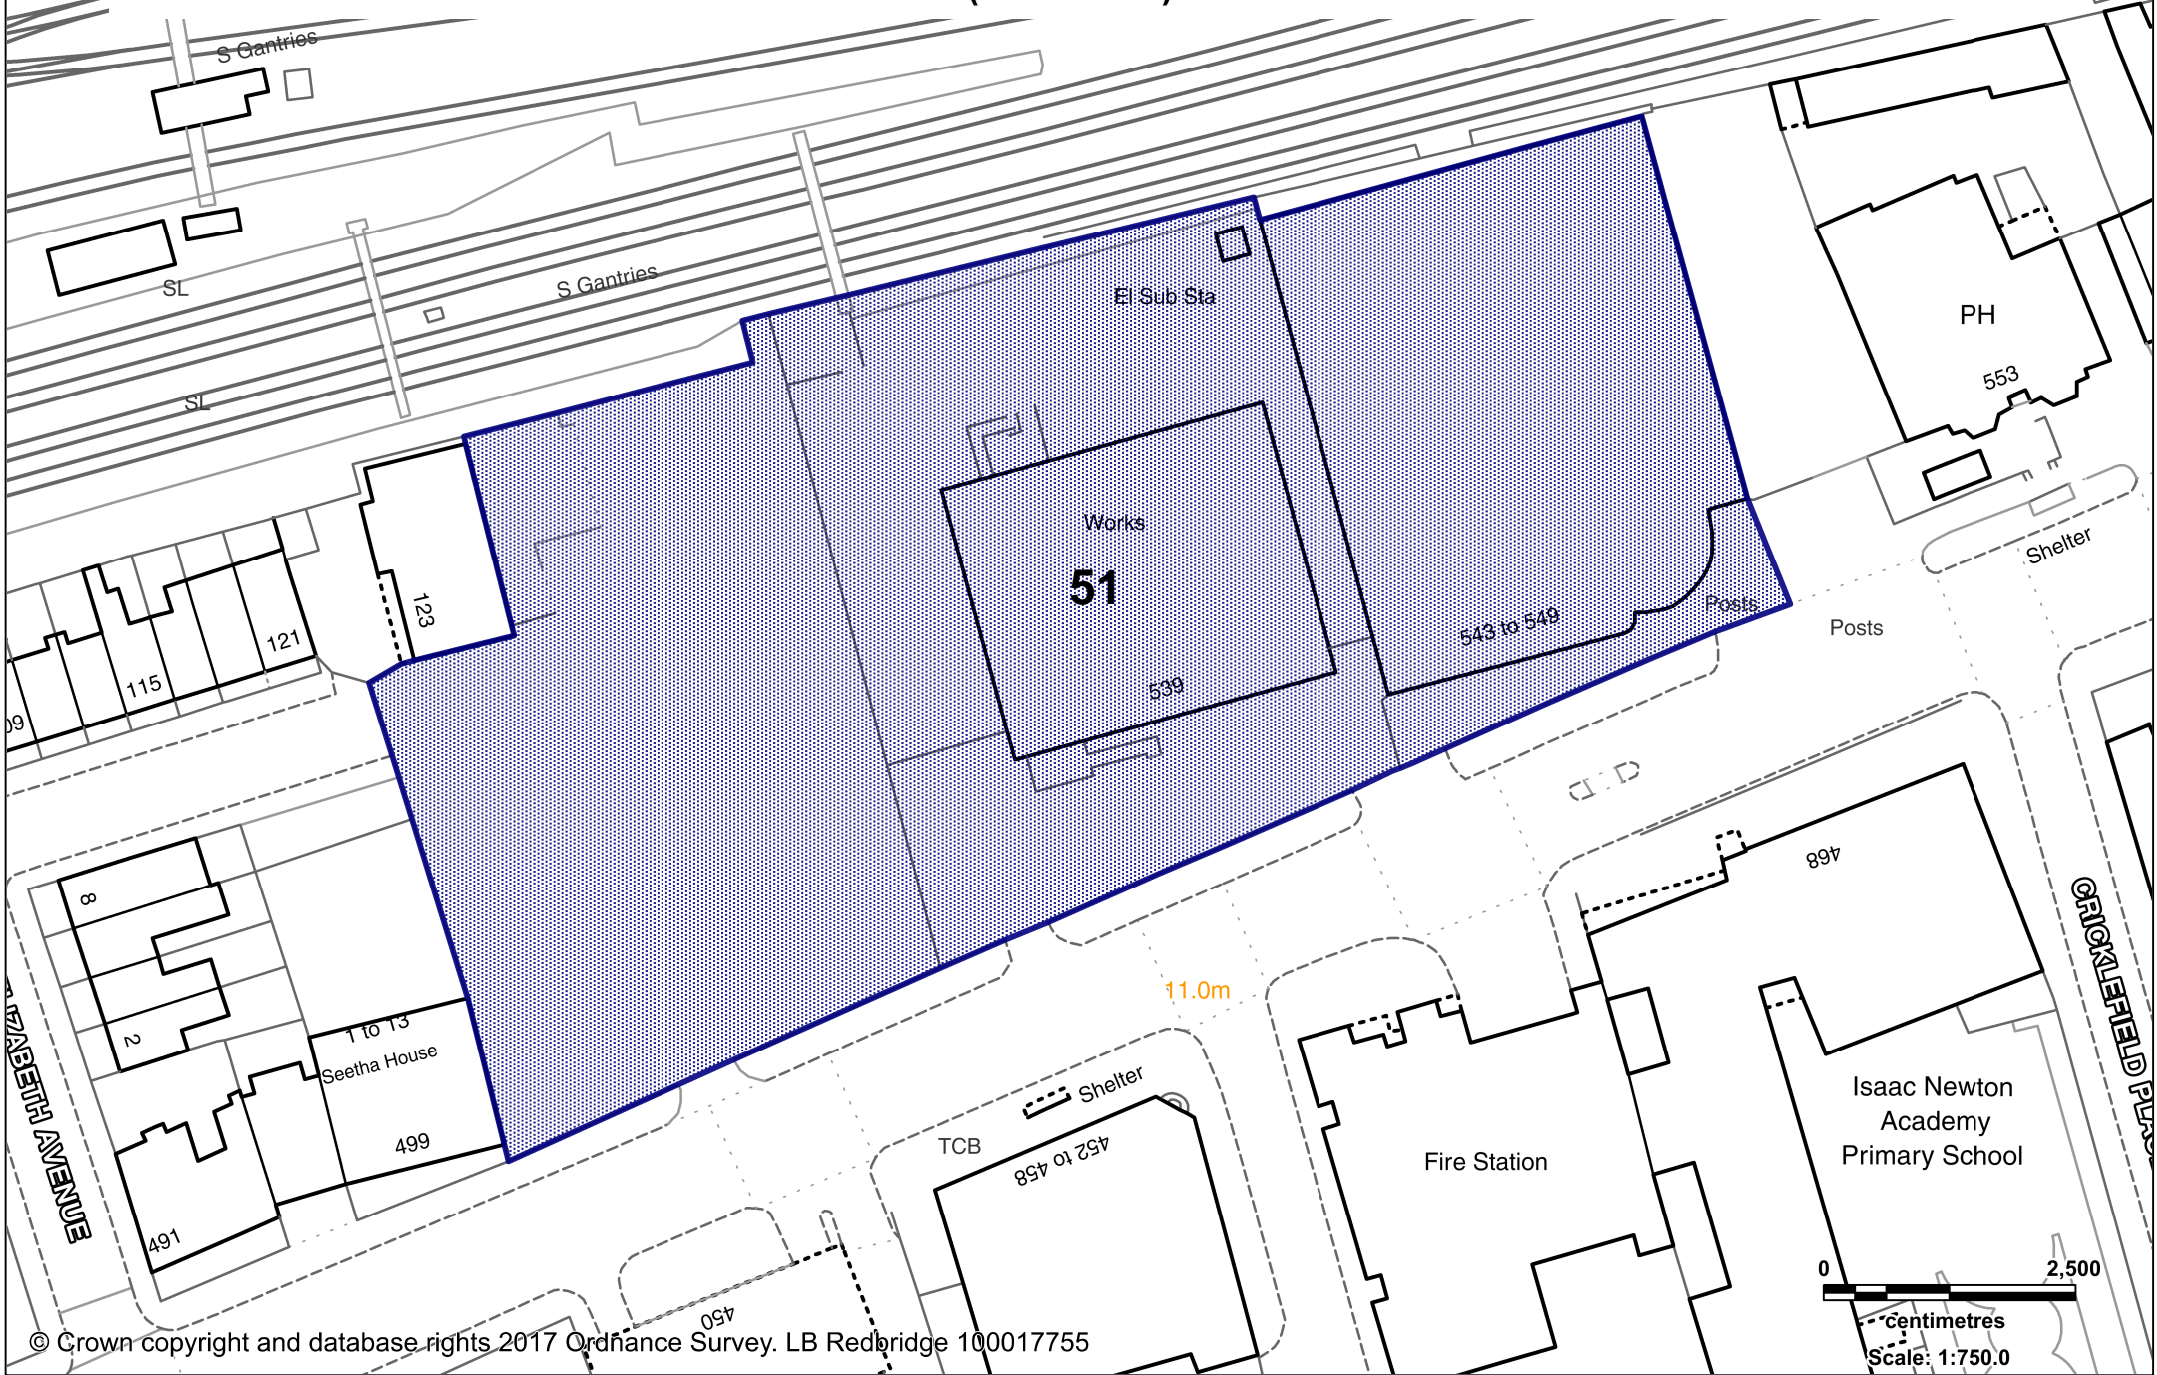 S Gantries
SL
S Gantries
El Sub Sta
SL
PH
553
Works
51
Shelter
123
121
115
09
543 to 549
Posts
Posts
539
8
468
2
11.0m
CRICKLEFIELD PLAC
1 to 13
Seetha House
499
Shelter
TCB
452 to 458
Fire Station
Isaac Newton
Academy
Primary School
IZABETH AVENUE
491
450
0 2,500
centimetres
Scale: 1:750.0
© Crown copyright and database rights 2017 Ordnance Survey. LB Redbridge 100017755